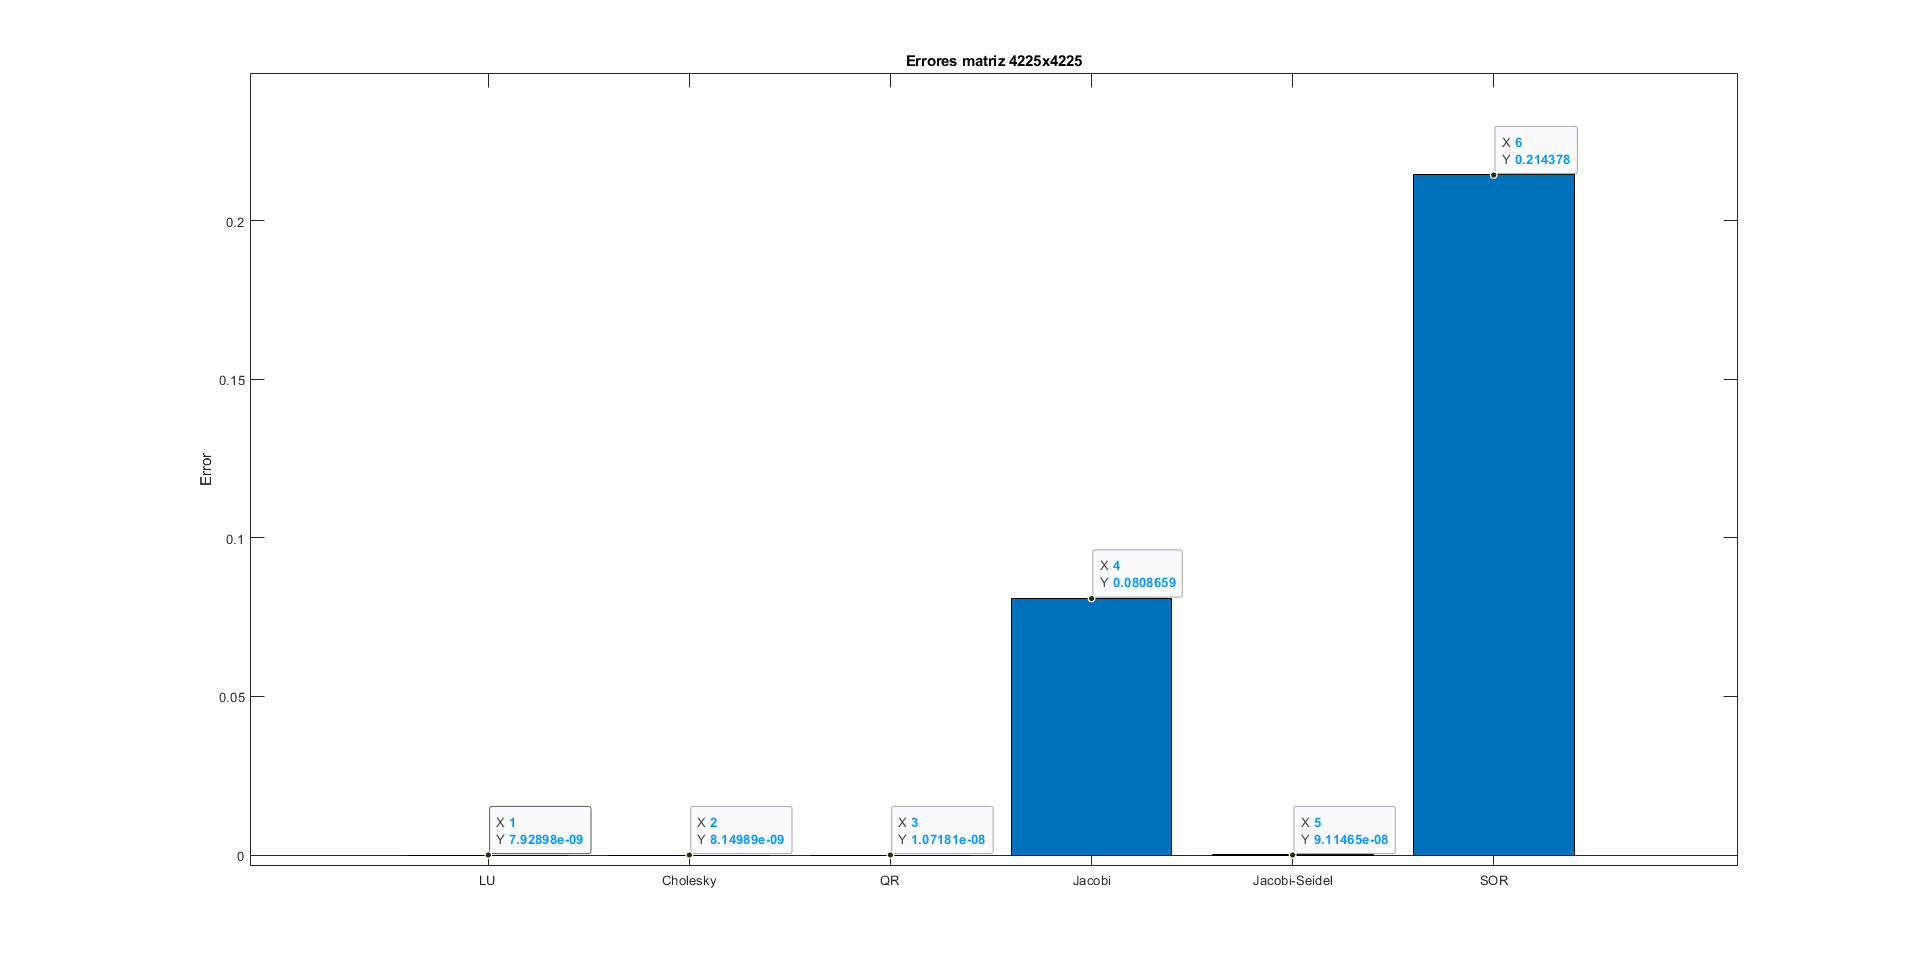 Errores matriz 4225x4225
X 6
Y 0.214378
0.2
0.15
Error
0.1
X 4
Y 0.0808659
0.05
X 1
Y 7.92898e-09
X 2
Y 8.14989e-09
X 3
Y 1.07181e-08
X 5
Y 9.11465e-08
0
LU
Cholesky
QR
Jacobi
Jacobi-Seidel
SOR